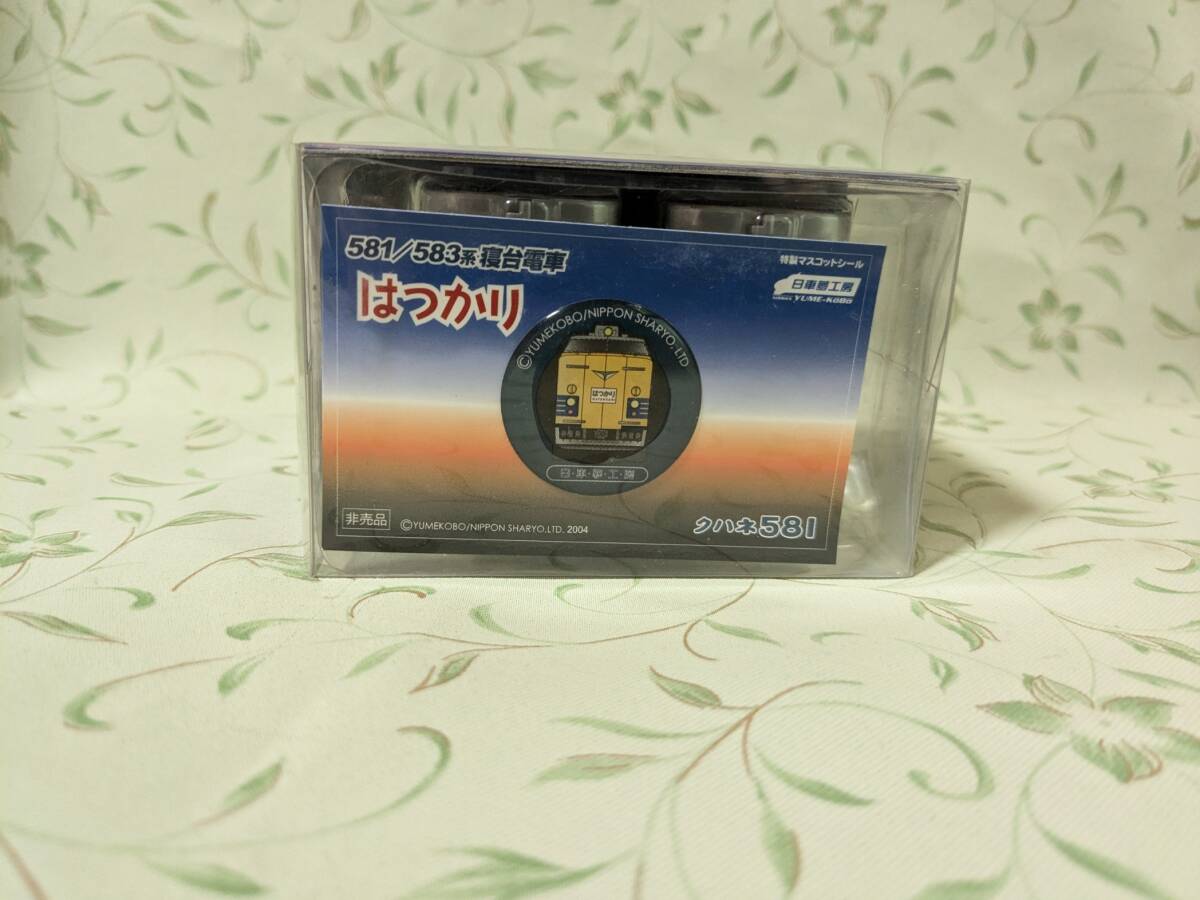 581/583系 寝台電車
はつかり
特製マスコットシール
日車夢工房
YUME-KOBO
©YUMEKOBO/NIPPON SHARYO.LTD
はつかり
日・車・夢・工・房
非売品
©YUMEKOBO/NIPPON SHARYO.LTD. 2004
クハネ581